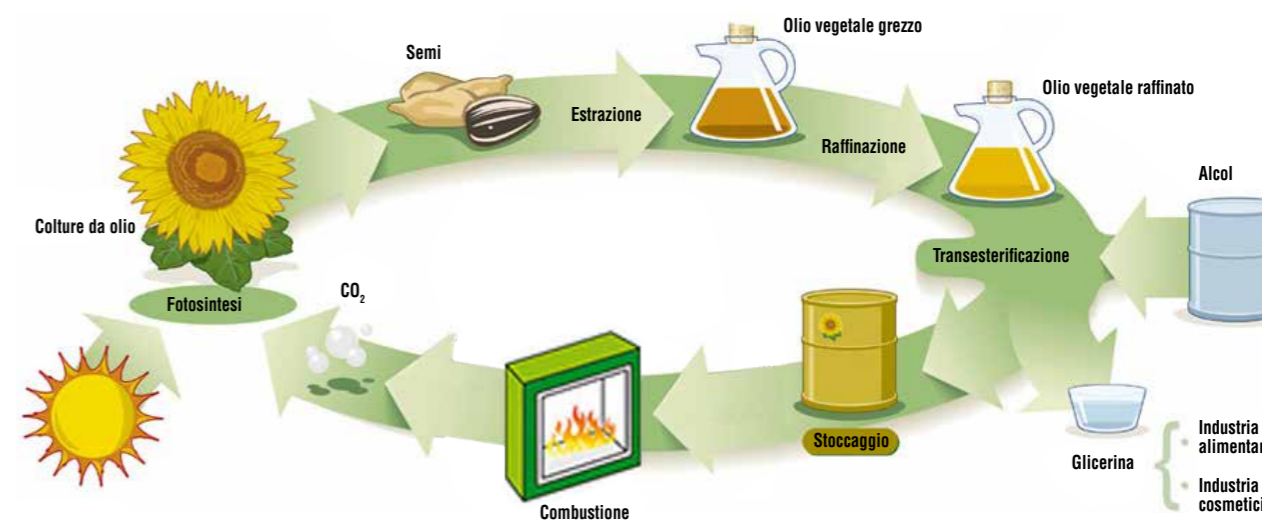 Olio vegetale grezzo
Semi
Olio vegetale raffinato
Estrazione
Raffinazione
Alcol
Colture da olio
Transesterificazione
Fotosintesi
CO₂
Stoccaggio
Glicerina
Industria
alimentar
Industria
cosmetici
Combustione